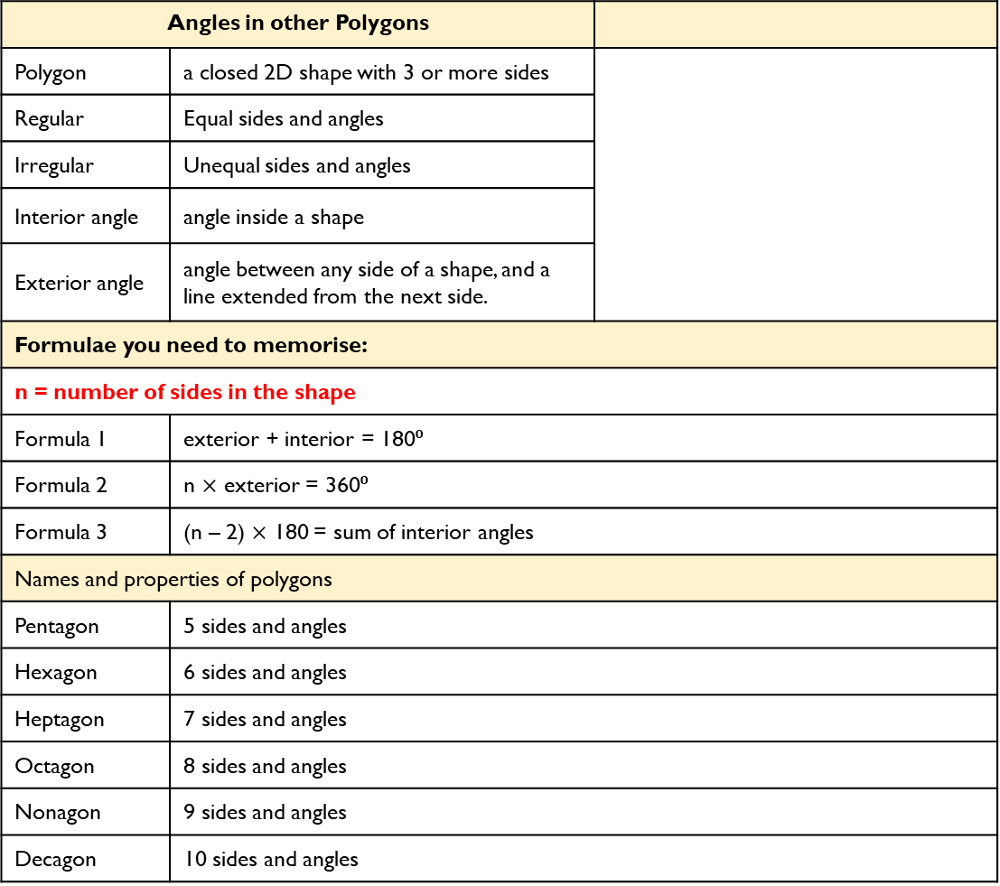 Angles in other Polygons
Polygon a closed 2D shape with 3 or more sides
Regular Equal sides and angles
Irregular Unequal sides and angles
Interior angle angle inside a shape
Exterior angle angle between any side of a shape, and a
line extended from the next side.
Formulae you need to memorise:
n = number of sides in the shape
Formula 1 exterior + interior = 180⁰
Formula 2 n × exterior = 360⁰
Formula 3 (n – 2) × 180 = sum of interior angles
Names and properties of polygons
Pentagon 5 sides and angles
Hexagon 6 sides and angles
Heptagon 7 sides and angles
Octagon 8 sides and angles
Nonagon 9 sides and angles
Decagon 10 sides and angles